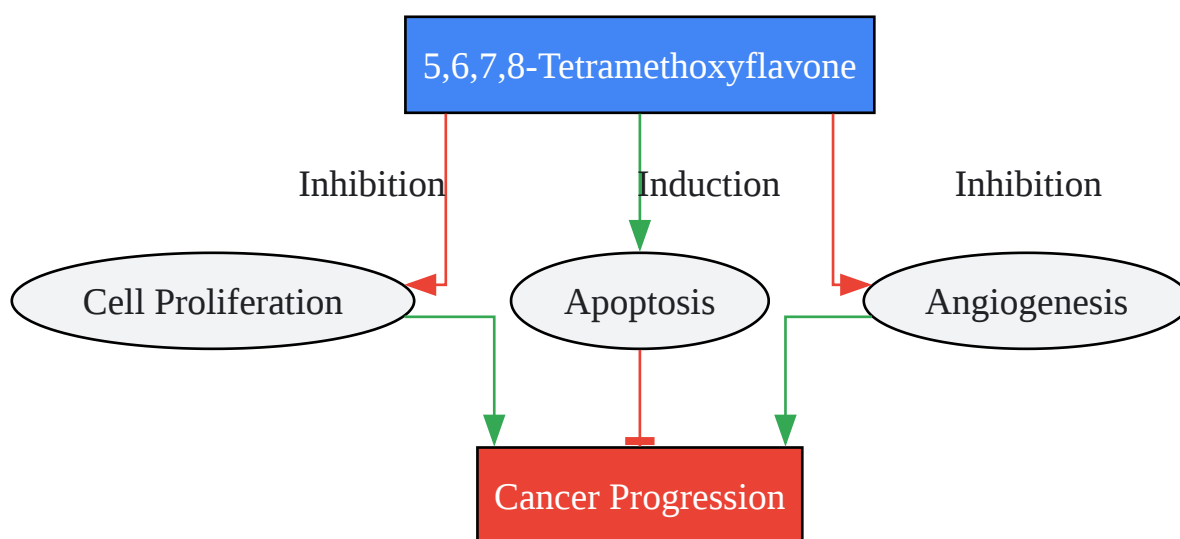 5,6,7,8-Tetramethoxyflavone
Inhibition
Induction
Inhibition
Cell Proliferation
Apoptosis
Angiogenesis
Cancer Progression